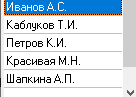 Иванов А.С.
Каблуков Т.И.
Петров К.И.
Красивая М.Н.
Шапкина А.П.